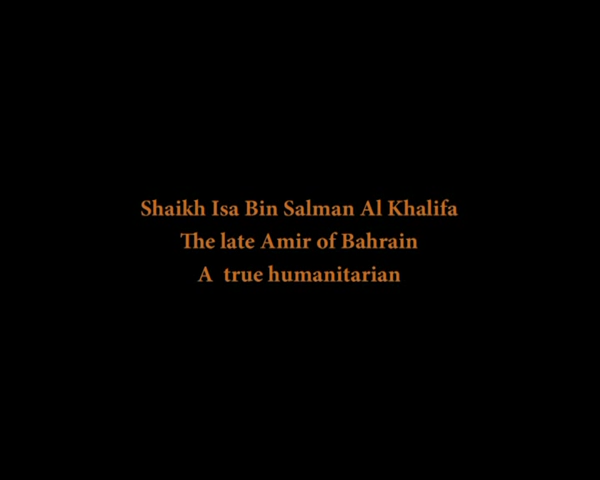 Shaikh Isa Bin Salman Al Khalifa
The late Amir of Bahrain
A  true humanitarian